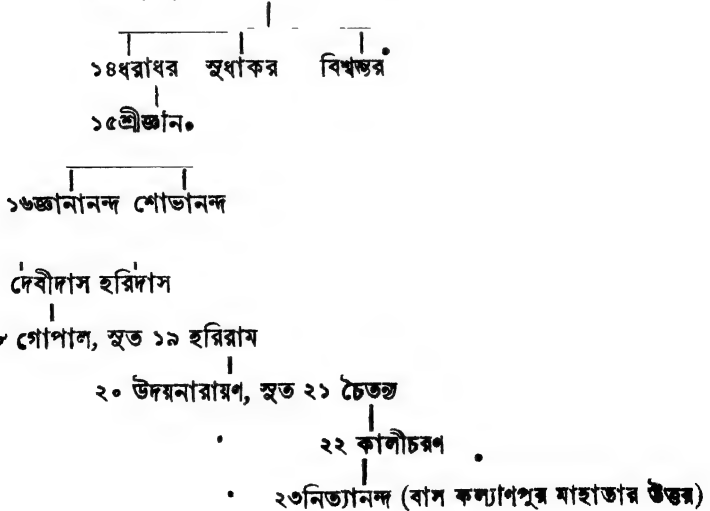 ১৪ধরাধর সুধাকর বিশ্বম্ভর
১৫শ্রীজ্ঞান
১৬জ্ঞানানন্দ শোভানন্দ
দেবীদাস হরিদাস
৮ গোপাল, সুত ১৯ হরিরাম
২০ উদয়নারায়ণ, সুত ২১ চৈতন্য
২২ কালীচরণ
২৩নিত্যানন্দ (বাস কল্যাণপুর মাহাতার উত্তর)